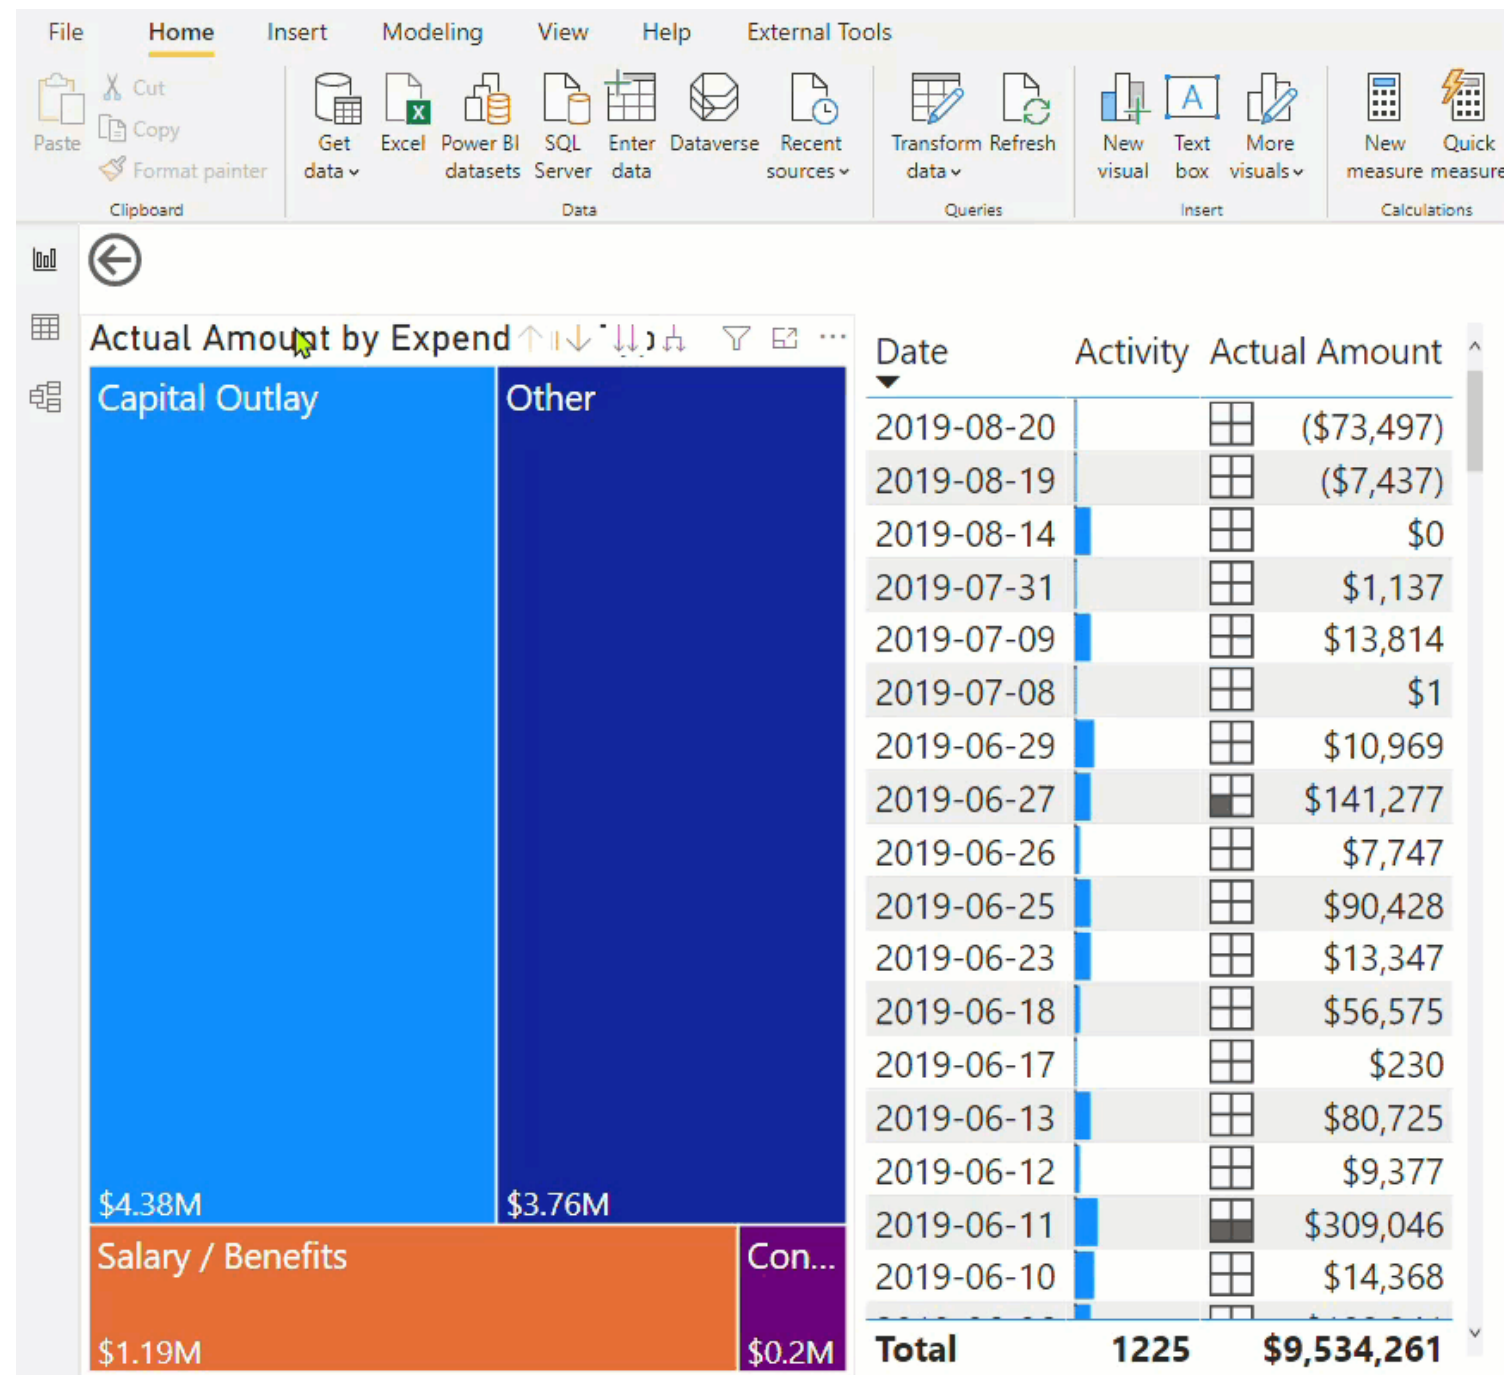 File Home Insert Modeling View Help External Tools
Paste
Cut
Copy
Format painter
Clipboard
Get data
Excel
Power BI datasets
SQL Server
Enter data
Dataverse
Recent sources
Data
Transform data
Refresh
Queries
New visual
Text box
More visuals
Insert
New measure
Quick measure
Calculations
Actual Amount by Expend
Capital Outlay
$4.38M
Other
$3.76M
Salary / Benefits
$1.19M
Con...
$0.2M
Date Activity Actual Amount
2019-08-20 ($73,497)
2019-08-19 ($7,437)
2019-08-14 $0
2019-07-31 $1,137
2019-07-09 $13,814
2019-07-08 $1
2019-06-29 $10,969
2019-06-27 $141,277
2019-06-26 $7,747
2019-06-25 $90,428
2019-06-23 $13,347
2019-06-18 $56,575
2019-06-17 $230
2019-06-13 $80,725
2019-06-12 $9,377
2019-06-11 $309,046
2019-06-10 $14,368
Total 1225 $9,534,261